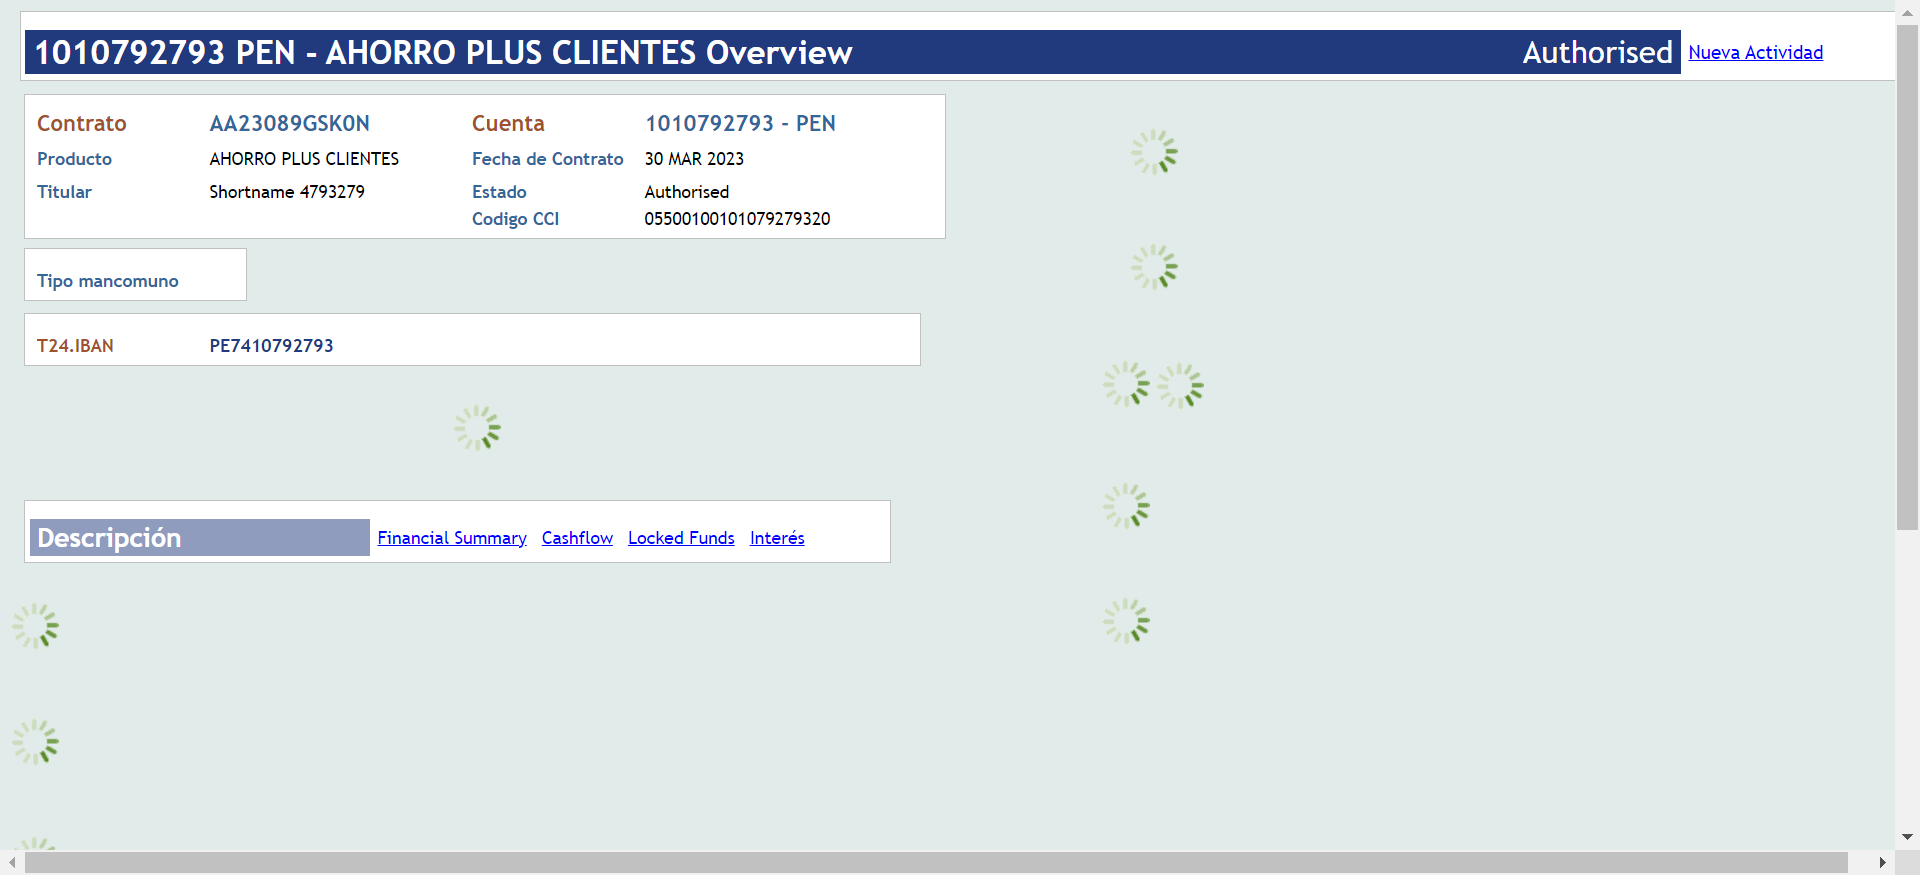 1010792793 PEN - AHORRO PLUS CLIENTES Overview Authorised Nueva Actividad
Contrato AA23089GSK0N Cuenta 1010792793 - PEN
Producto AHORRO PLUS CLIENTES Fecha de Contrato 30 MAR 2023
Titular Shortname 4793279 Estado Authorised
Codigo CCI 05500100101079279320
Tipo mancomuno
T24.IBAN PE7410792793
Descripción Financial Summary Cashflow Locked Funds Interés